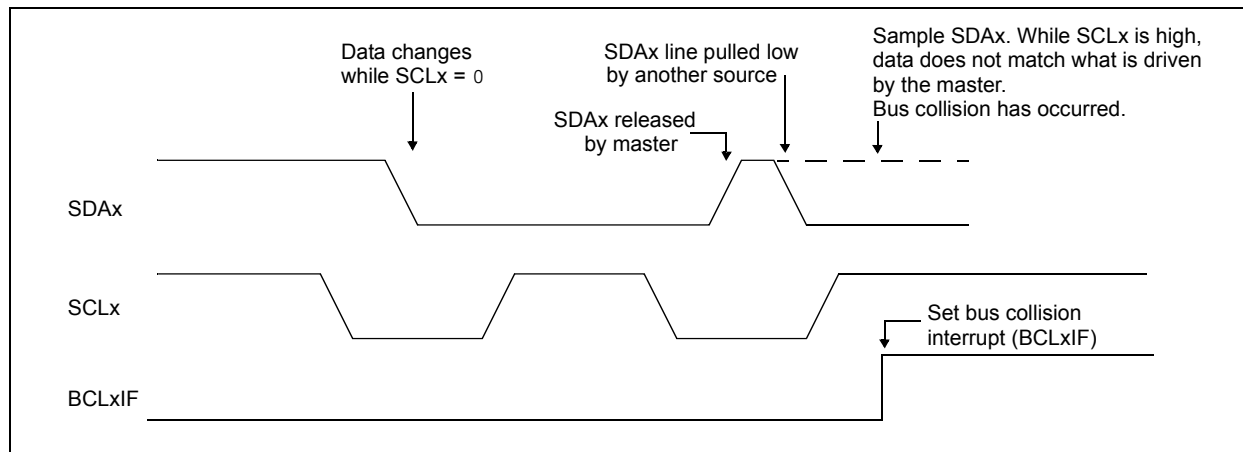 Data changes
while SCLx = 0
SDAx line pulled low
by another source
Sample SDAx. While SCLx is high,
data does not match what is driven
by the master.
Bus collision has occurred.
SDAx released
by master
SDAx
SCLx
Set bus collision
interrupt (BCLxIF)
BCLxIF